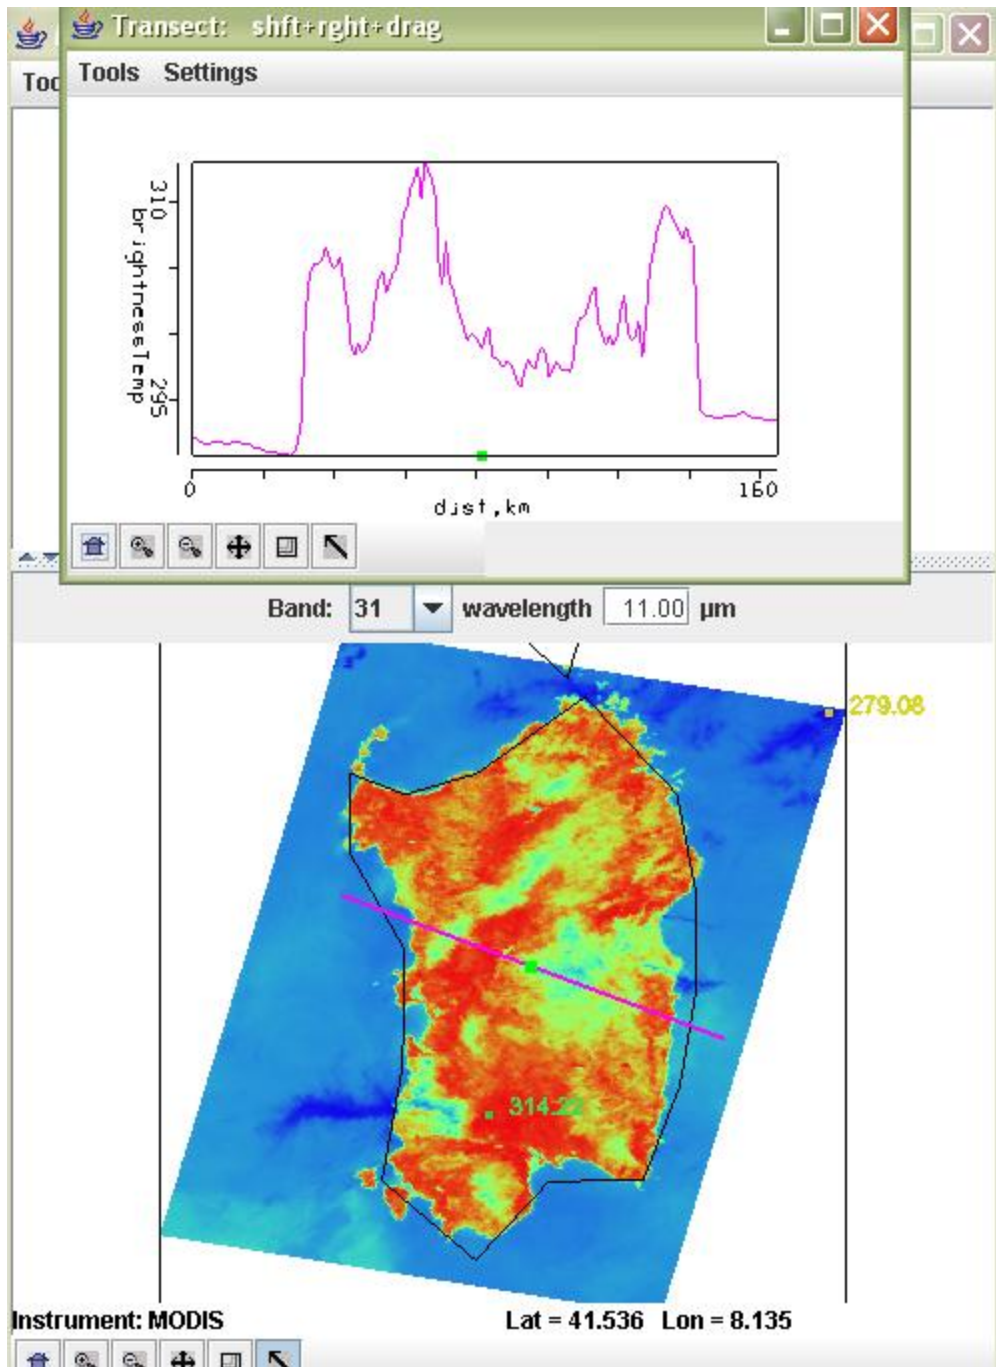 Transect: shft+rght+drag
Too
Tools Settings
310
brightnessTemp
295
0
160
dist,km
Band: 31 wavelength 11.00 µm
279.08
314.22
Instrument: MODIS Lat = 41.536 Lon = 8.135